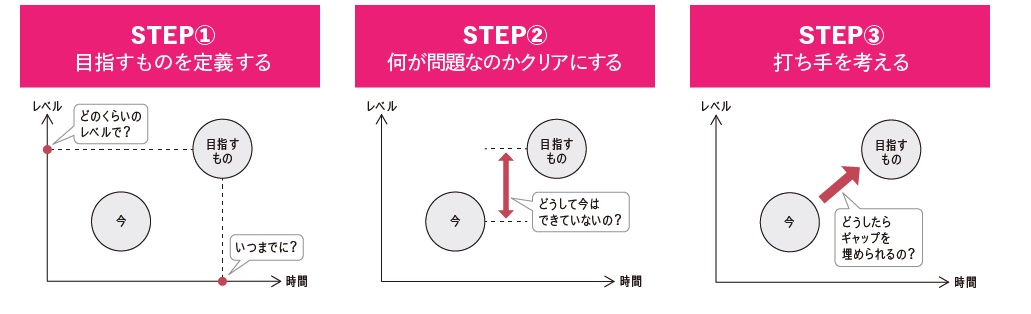 STEP①
目指すものを定義する
レベル
どのくらいの
レベルで？
目指す
もの
今
いつまでに？
時間
STEP②
何が問題なのかクリアにする
レベル
目指す
もの
今
どうして今は
できていないの？
時間
STEP③
打ち手を考える
レベル
目指す
もの
今
どうしたら
ギャップを
埋められるの？
時間